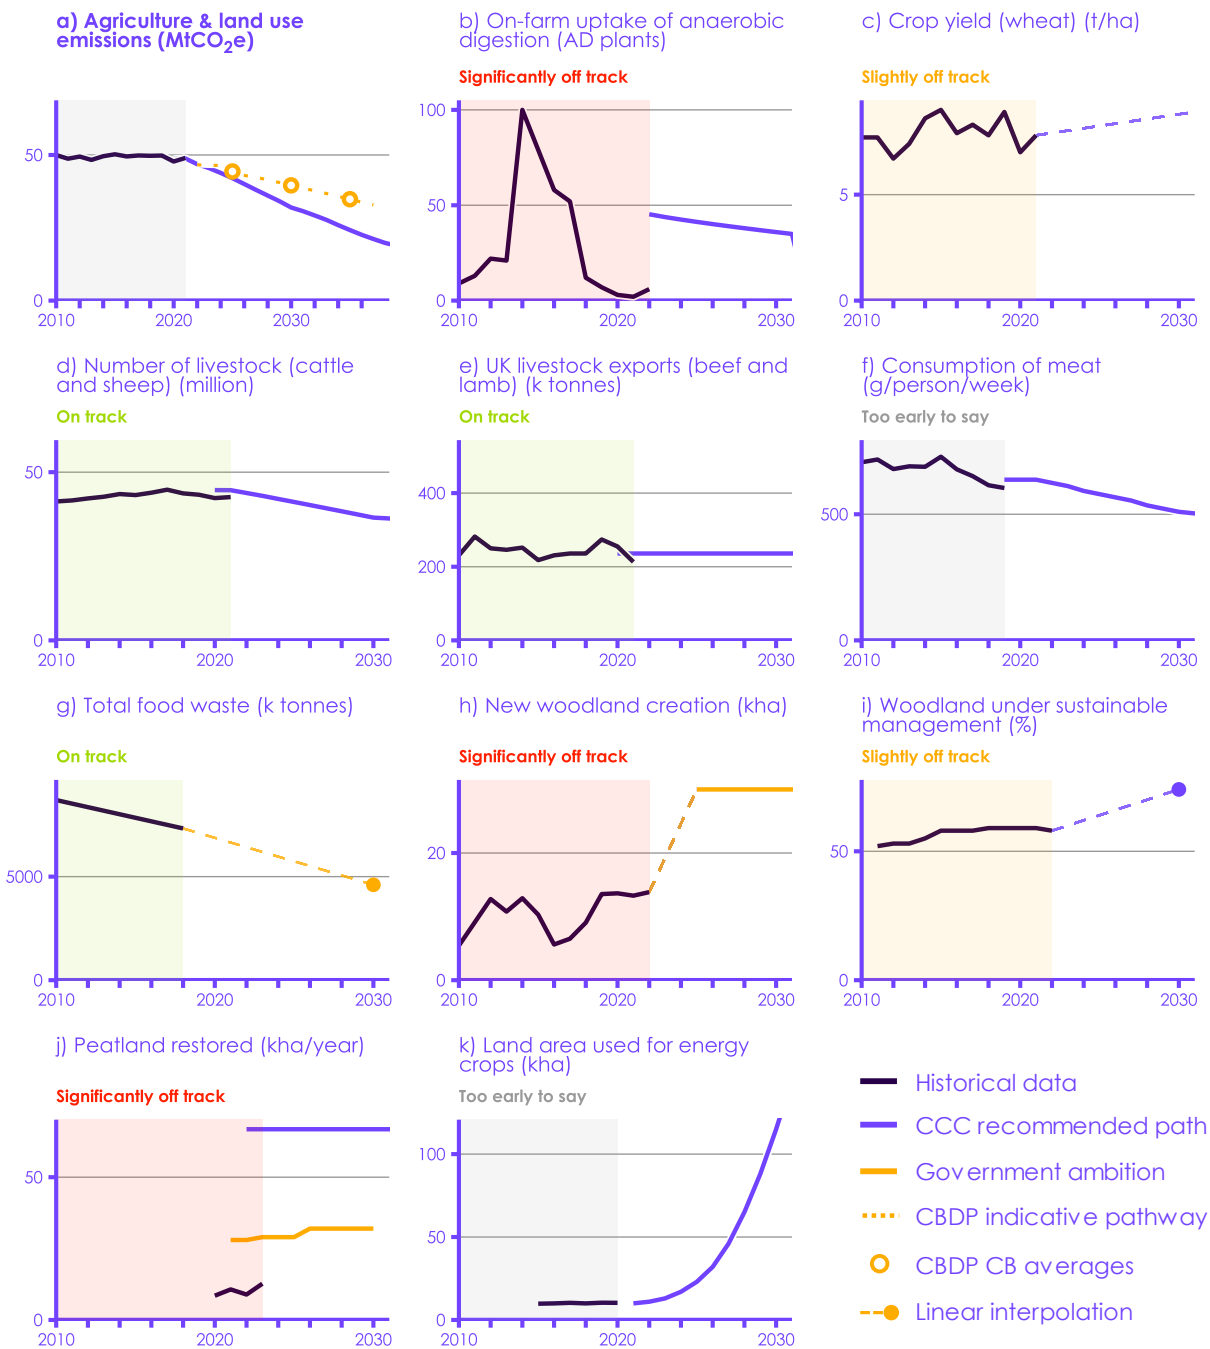 a) Agriculture & land use
emissions (MtCO2e)
50
0
2010
2020
2030
b) On-farm uptake of anaerobic
digestion (AD plants)
Significantly off track
100
50
0
2010
2020
2030
c) Crop yield (wheat) (t/ha)
Slightly off track
5
0
2010
2020
2030
d) Number of livestock (cattle
and sheep) (million)
On track
50
0
2010
2020
2030
e) UK livestock exports (beef and
lamb) (k tonnes)
On track
400
200
0
2010
2020
2030
f) Consumption of meat
(g/person/week)
Too early to say
500
0
2010
2020
2030
g) Total food waste (k tonnes)
On track
5000
0
2010
2020
2030
h) New woodland creation (kha)
Significantly off track
20
0
2010
2020
2030
i) Woodland under sustainable
management (%)
Slightly off track
50
0
2010
2020
2030
j) Peatland restored (kha/year)
Significantly off track
50
0
2010
2020
2030
k) Land area used for energy
crops (kha)
Too early to say
100
50
0
2010
2020
2030
Historical data
CCC recommended path
Government ambition
CBDP indicative pathway
CBDP CB averages
Linear interpolation